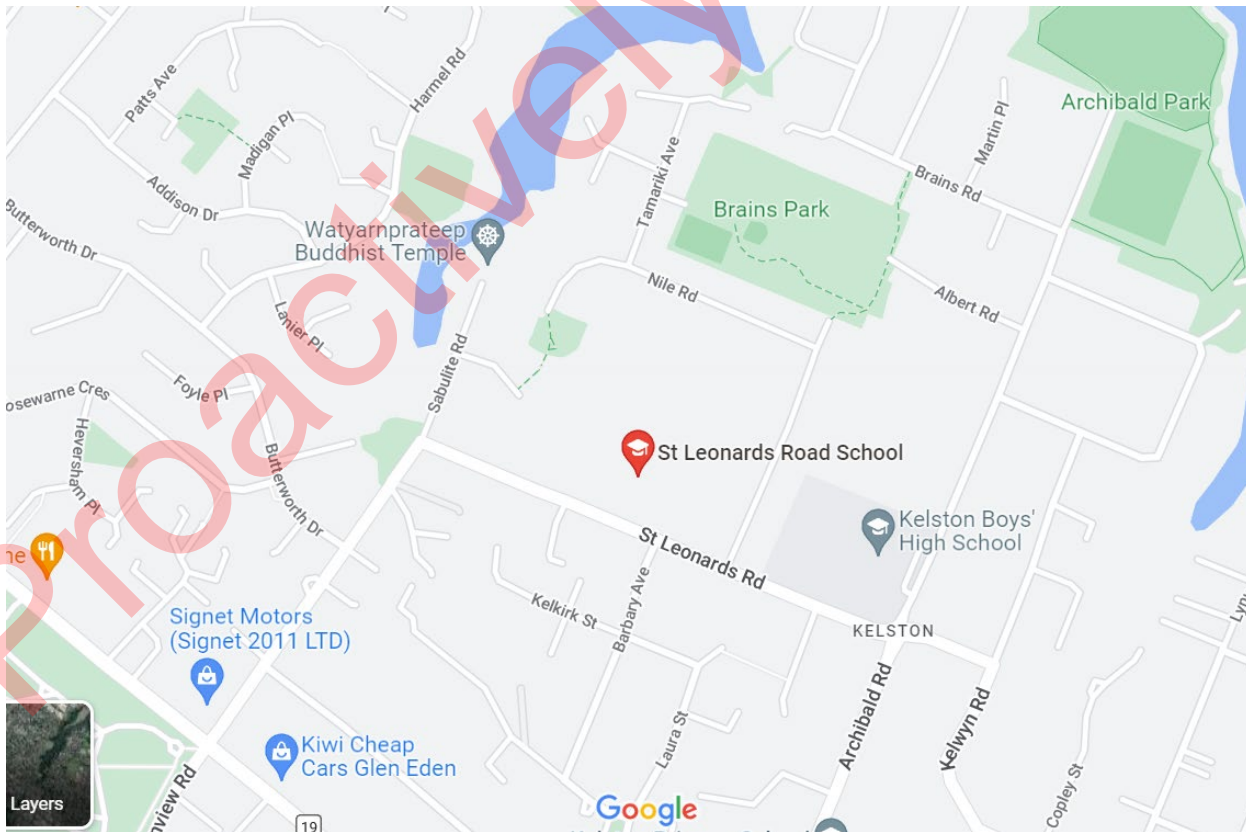 Patts Ave
Harmel Rd
Madigan Pl
Addison Dr
Butterworth Dr
Watyarnprateep
Buddhist Temple
Tamariki Ave
Brains Park
Archibald Park
Martin Pl
Brains Rd
Nile Rd
Albert Rd
Lanier Pl
Sabulite Rd
Foyle Pl
osewarne Cres
Heversham Pl
Butterworth Dr
St Leonards Road School
Kelston Boys'
High School
St Leonards Rd
Kelkirk St
Barbary Ave
KELSTON
ne
Signet Motors
(Signet 2011 LTD)
Kiwi Cheap
Cars Glen Eden
Laura St
Archibald Rd
Kelwyn Rd
Copley St
Layers
nview Rd
19
Google
Proactively